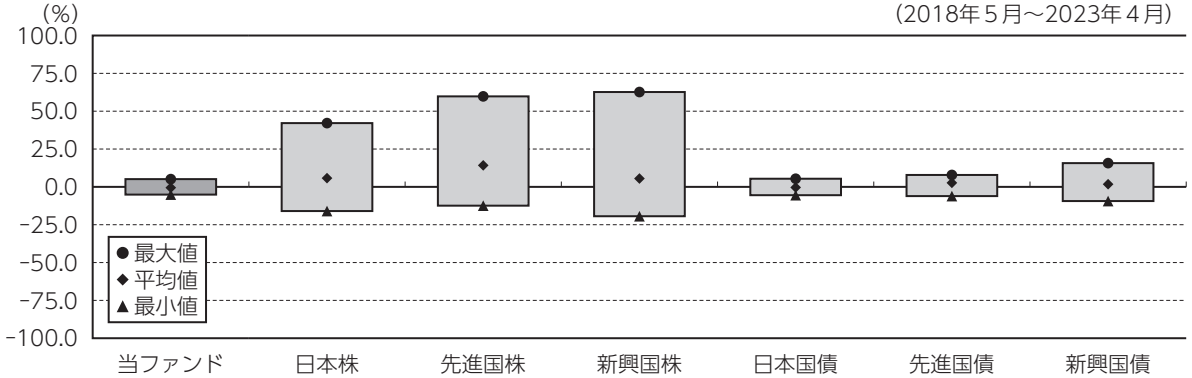 (%)
(2018年5月～2023年4月)
100.0
75.0
50.0
25.0
0.0
-25.0
-50.0
-75.0
-100.0
●最大値
◆平均値
▲最小値
当ファンド 日本株 先進国株 新興国株 日本国債 先進国債 新興国債